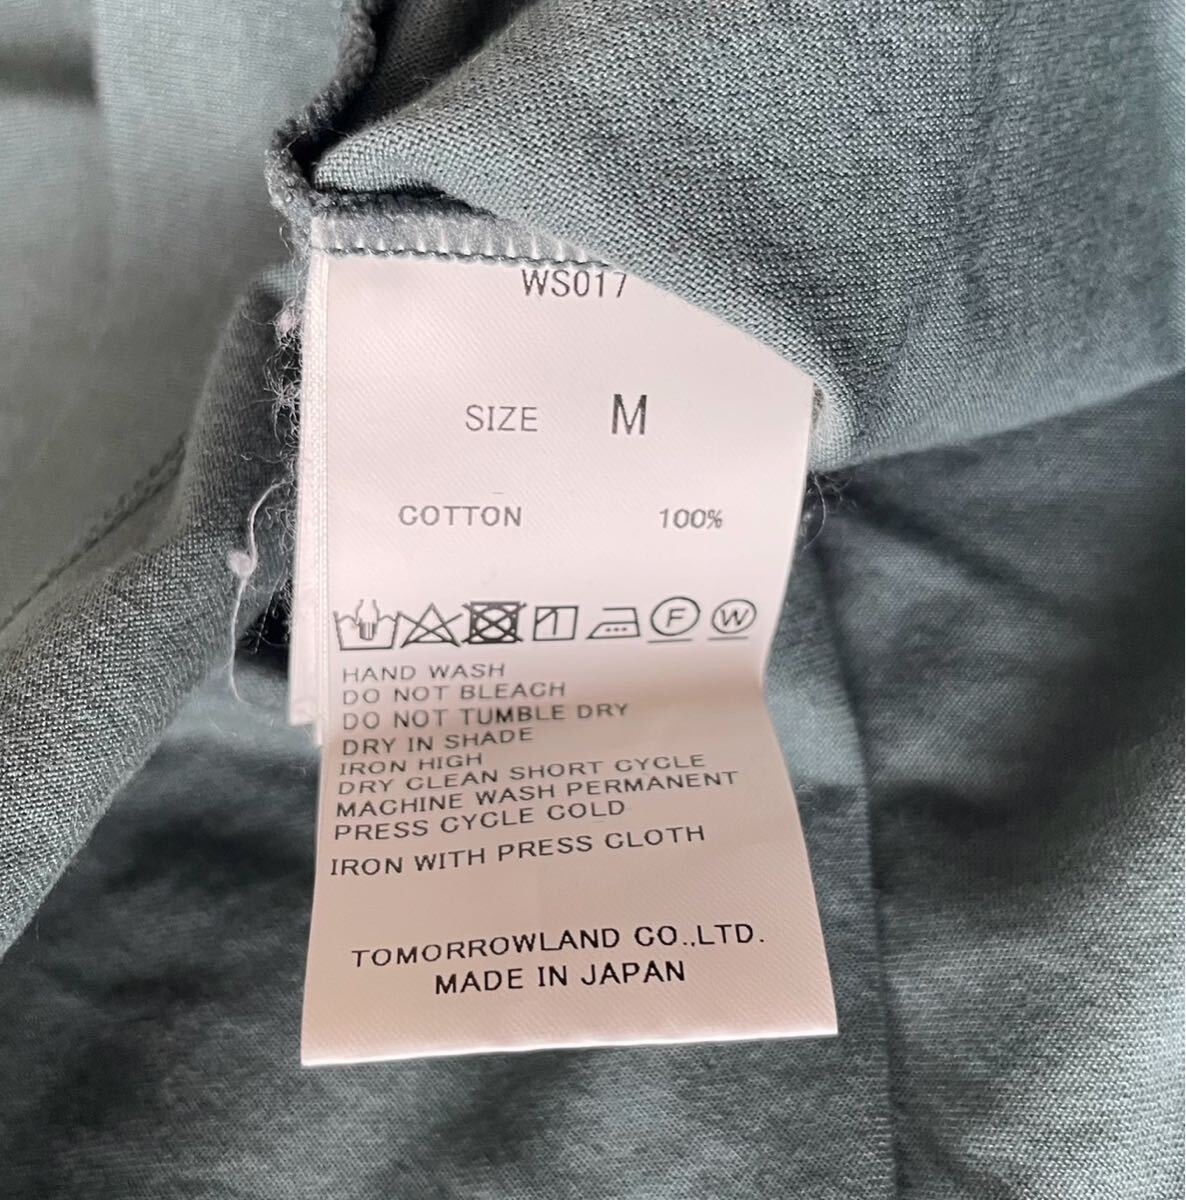 WS017
SIZE M
COTTON 100%
F W
HAND WASH
DO NOT BLEACH
DO NOT TUMBLE DRY
DRY IN SHADE
IRON HIGH
DRY CLEAN SHORT CYCLE
MACHINE WASH PERMANENT
PRESS CYCLE COLD
IRON WITH PRESS CLOTH
TOMORROWLAND CO.,LTD.
MADE IN JAPAN